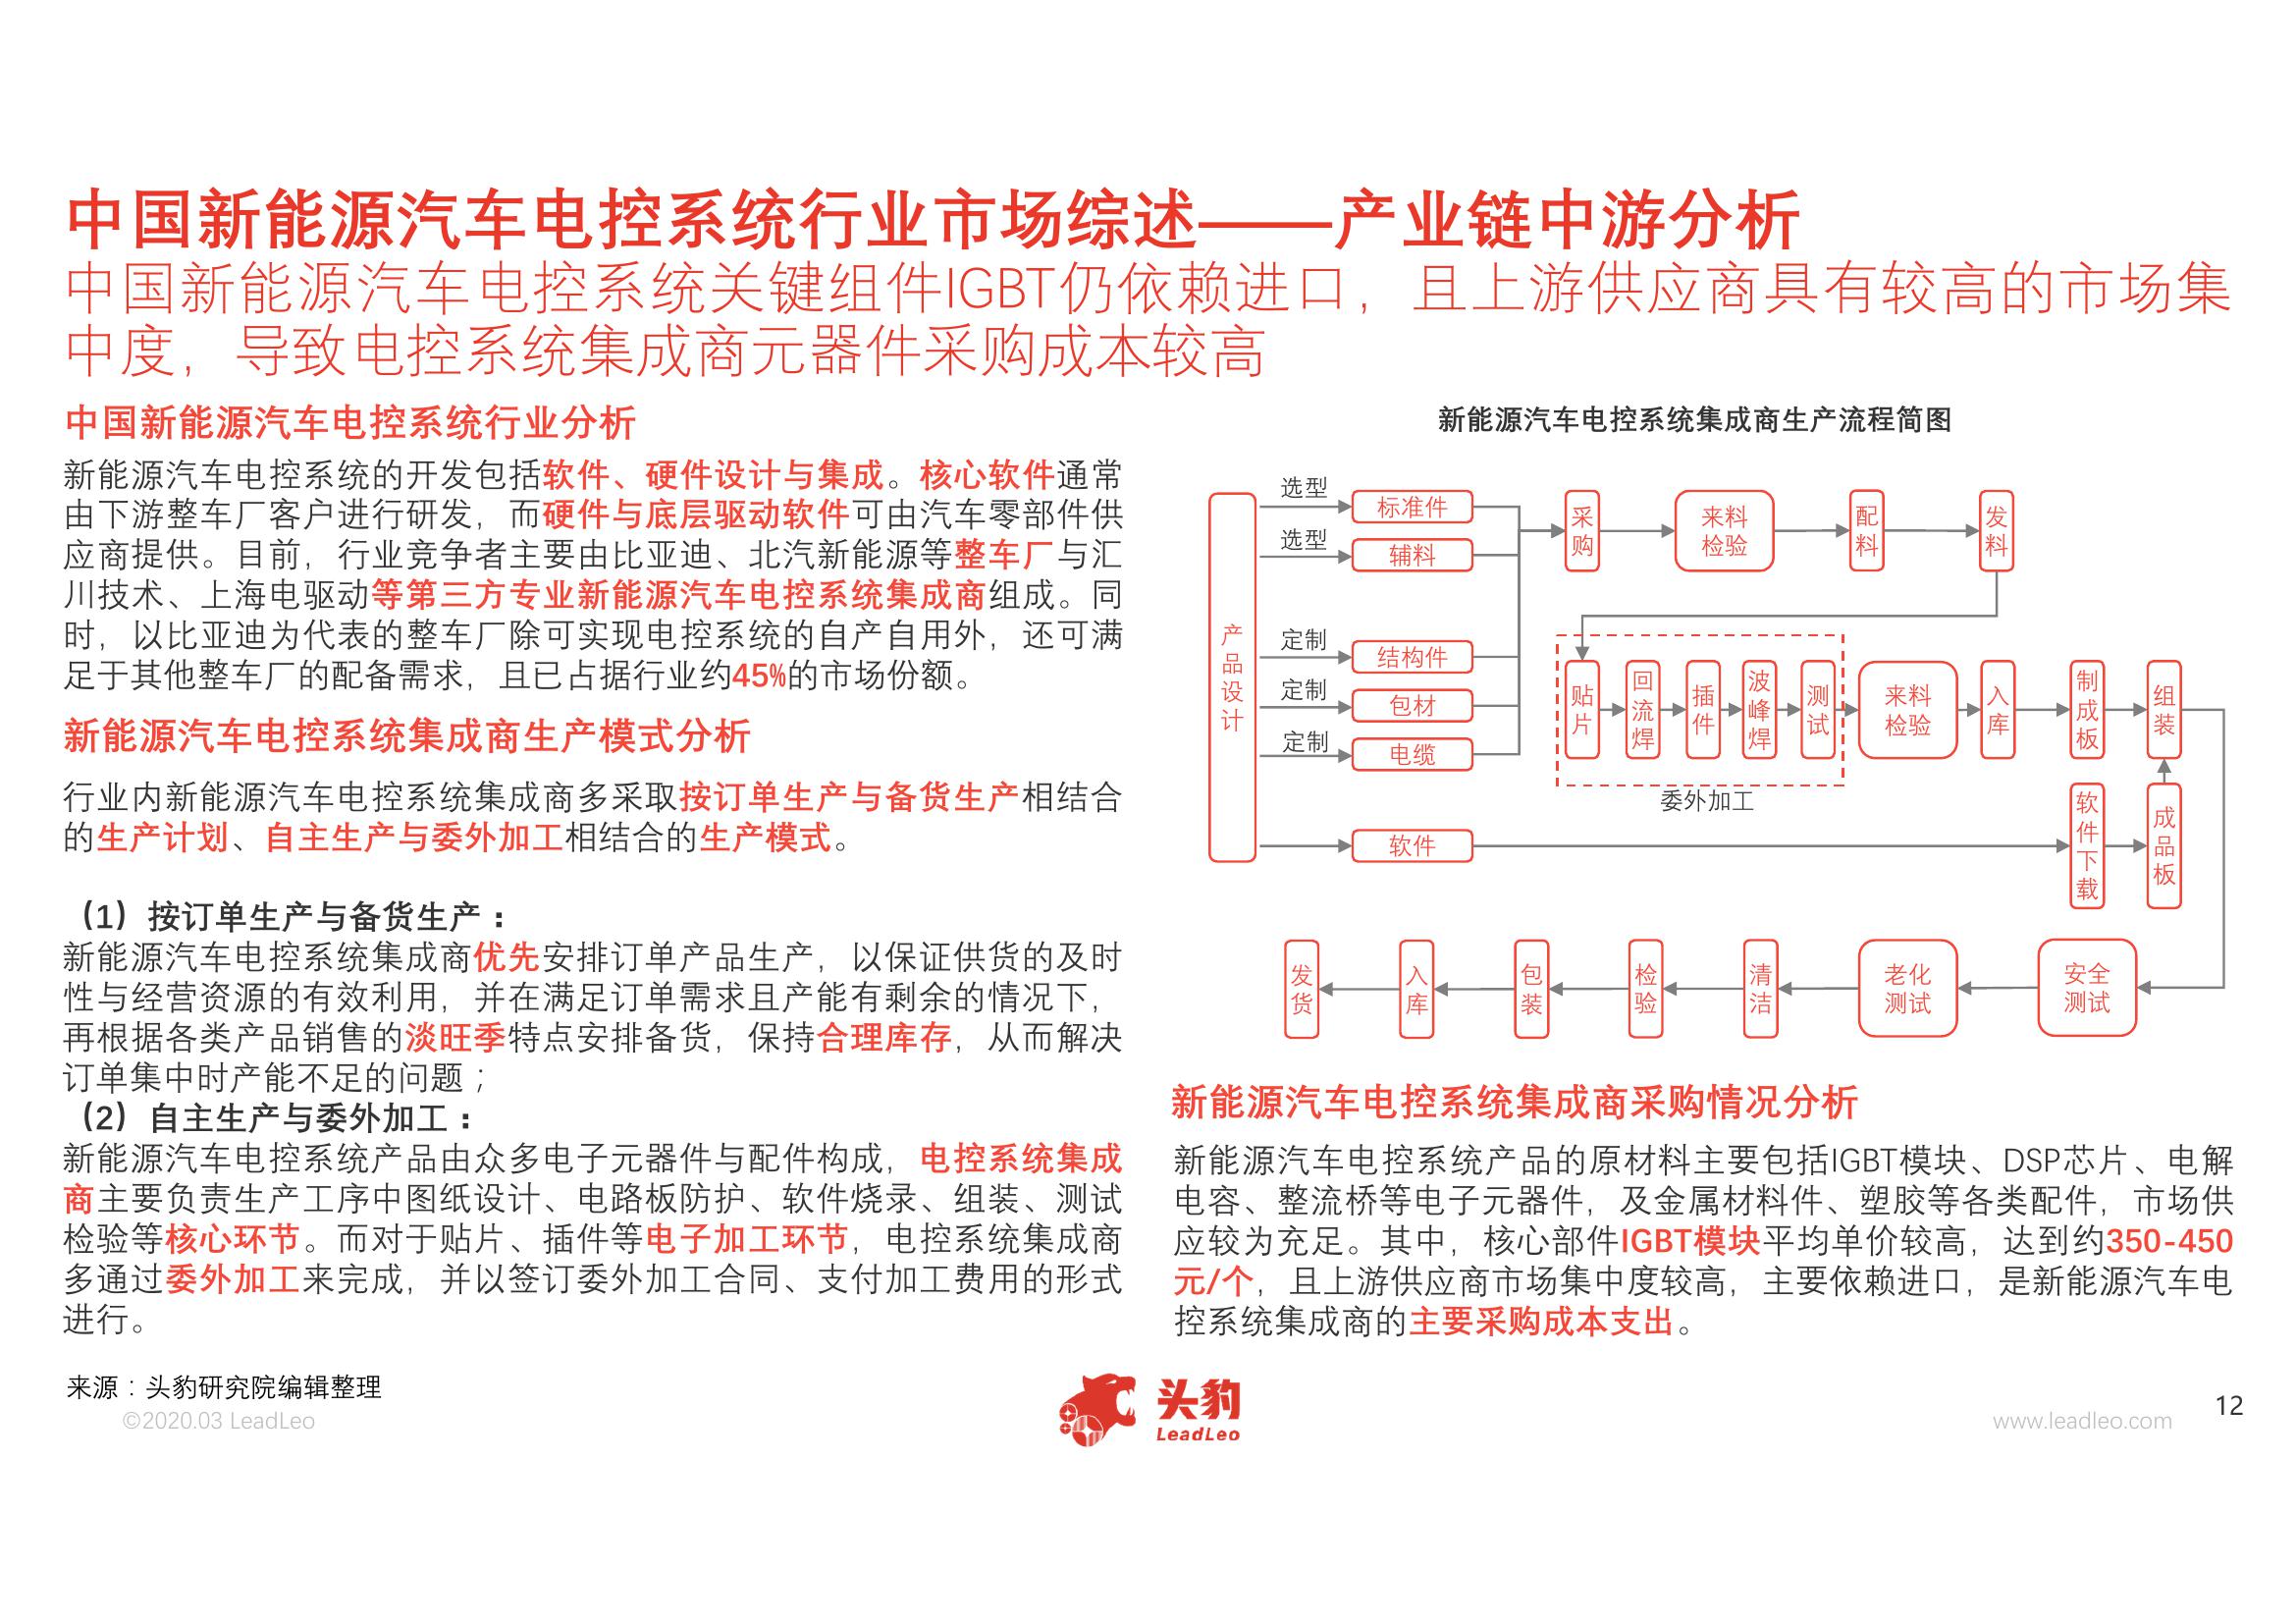 中国新能源汽车电控系统行业市场综述——产业链中游分析
中国新能源汽车电控系统关键组件IGBT仍依赖进口，且上游供应商具有较高的市场集
中度，导致电控系统集成商元器件采购成本较高
中国新能源汽车电控系统行业分析
新能源汽车电控系统的开发包括软件、硬件设计与集成。核心软件通常
由下游整车厂客户进行研发，而硬件与底层驱动软件可由汽车零部件供
应商提供。目前，行业竞争者主要由比亚迪、北汽新能源等整车厂与汇
川技术、上海电驱动等第三方专业新能源汽车电控系统集成商组成。同
时，以比亚迪为代表的整车厂除可实现电控系统的自产自用外，还可满
足于其他整车厂的配备需求，且已占据行业约45%的市场份额。
新能源汽车电控系统集成商生产模式分析
行业内新能源汽车电控系统集成商多采取按订单生产与备货生产相结合
的生产计划、自主生产与委外加工相结合的生产模式。
（1）按订单生产与备货生产：
新能源汽车电控系统集成商优先安排订单产品生产，以保证供货的及时
性与经营资源的有效利用，并在满足订单需求且产能有剩余的情况下，
再根据各类产品销售的淡旺季特点安排备货，保持合理库存，从而解决
订单集中时产能不足的问题；
（2）自主生产与委外加工：
新能源汽车电控系统产品由众多电子元器件与配件构成，电控系统集成
商主要负责生产工序中图纸设计、电路板防护、软件烧录、组装、测试
检验等核心环节。而对于贴片、插件等电子加工环节，电控系统集成商
多通过委外加工来完成，并以签订委外加工合同、支付加工费用的形式
进行。
新能源汽车电控系统集成商生产流程简图
产品设计
选型
标准件
选型
辅料
定制
结构件
定制
包材
定制
电缆
软件
采购
来料
检验
配料
发料
贴片
回流焊
插件
波峰焊
测试
委外加工
来料
检验
入库
制成板
组装
软件下载
成品板
安全
测试
老化
测试
清洁
检验
包装
入库
发货
新能源汽车电控系统集成商采购情况分析
新能源汽车电控系统产品的原材料主要包括IGBT模块、DSP芯片、电解
电容、整流桥等电子元器件，及金属材料件、塑胶等各类配件，市场供
应较为充足。其中，核心部件IGBT模块平均单价较高，达到约350-450
元/个，且上游供应商市场集中度较高，主要依赖进口，是新能源汽车电
控系统集成商的主要采购成本支出。
来源：头豹研究院编辑整理
©2020.03 LeadLeo
头豹
LeadLeo
www.leadleo.com
12